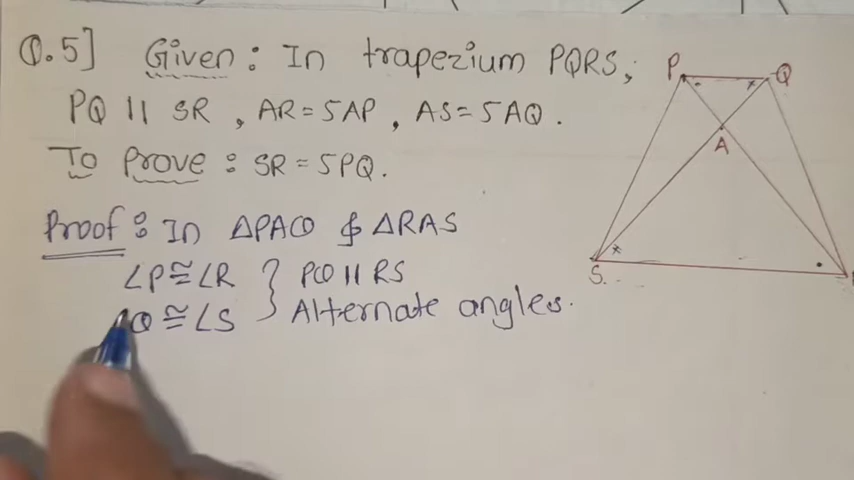 Q.5] Given : In trapezium PQRS;
PQ || SR , AR = 5AP , AS = 5AQ .
To Prove : SR = 5PQ.
Proof : In ΔPAQ & ΔRAS
∠P ≅ ∠R } PQ || RS
Q ≅ ∠S } Alternate angles.
P
Q
A
S.